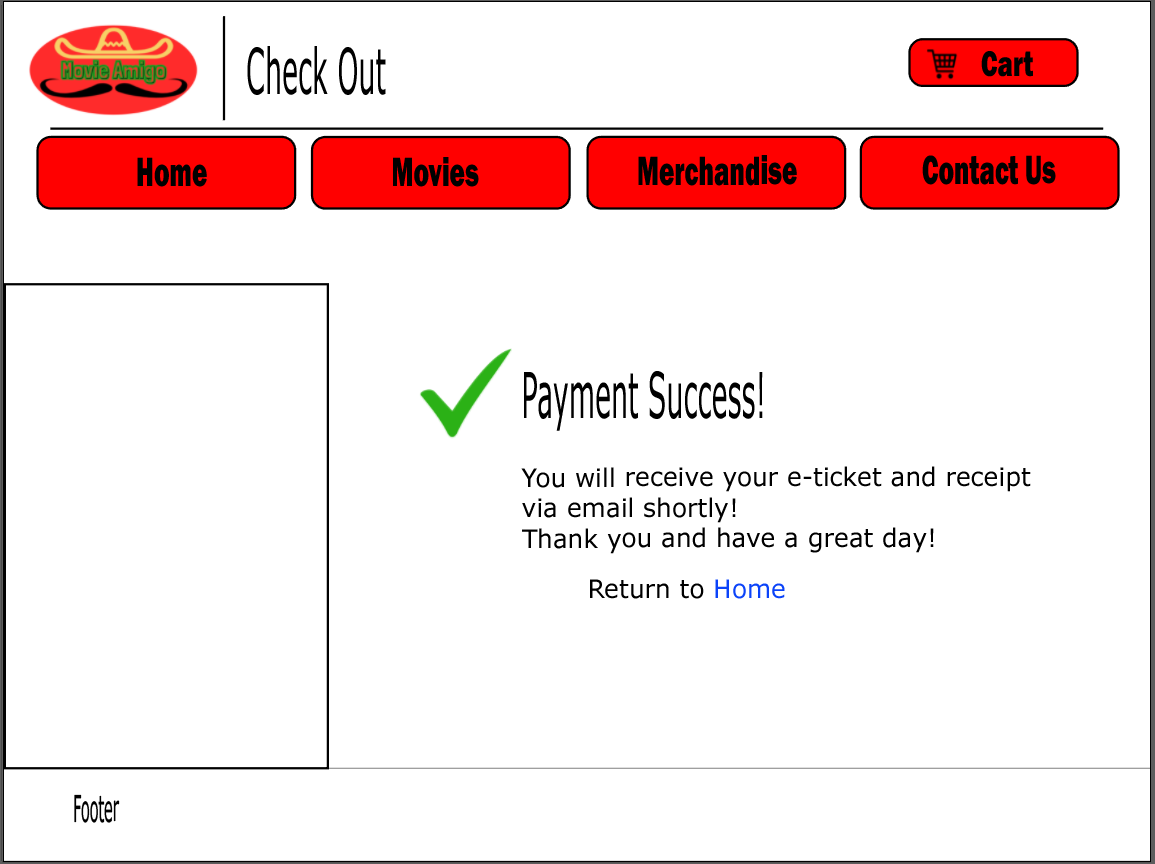 Movie Amigo
Check Out
Cart
Home
Movies
Merchandise
Contact Us
Payment Success!
You will receive your e-ticket and receipt
via email shortly!
Thank you and have a great day!
Return to Home
Footer